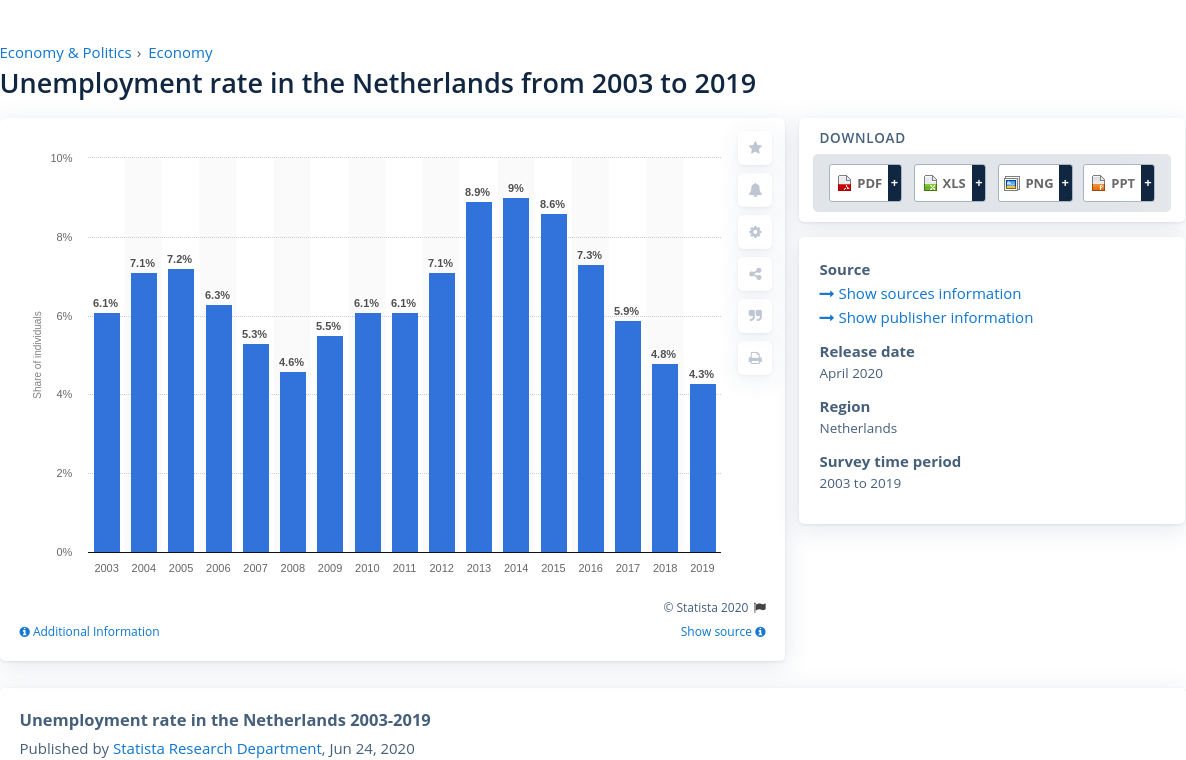 Economy & Politics › Economy
Unemployment rate in the Netherlands from 2003 to 2019
10%
8%
6%
4%
2%
0%
Share of individuals
6.1%
7.1%
7.2%
6.3%
5.3%
4.6%
5.5%
6.1%
6.1%
7.1%
8.9%
9%
8.6%
7.3%
5.9%
4.8%
4.3%
2003 2004 2005 2006 2007 2008 2009 2010 2011 2012 2013 2014 2015 2016 2017 2018 2019
© Statista 2020
Additional Information
Show source
DOWNLOAD
PDF + XLS + PNG + PPT +
Source
Show sources information
Show publisher information
Release date
April 2020
Region
Netherlands
Survey time period
2003 to 2019
Unemployment rate in the Netherlands 2003-2019
Published by Statista Research Department, Jun 24, 2020